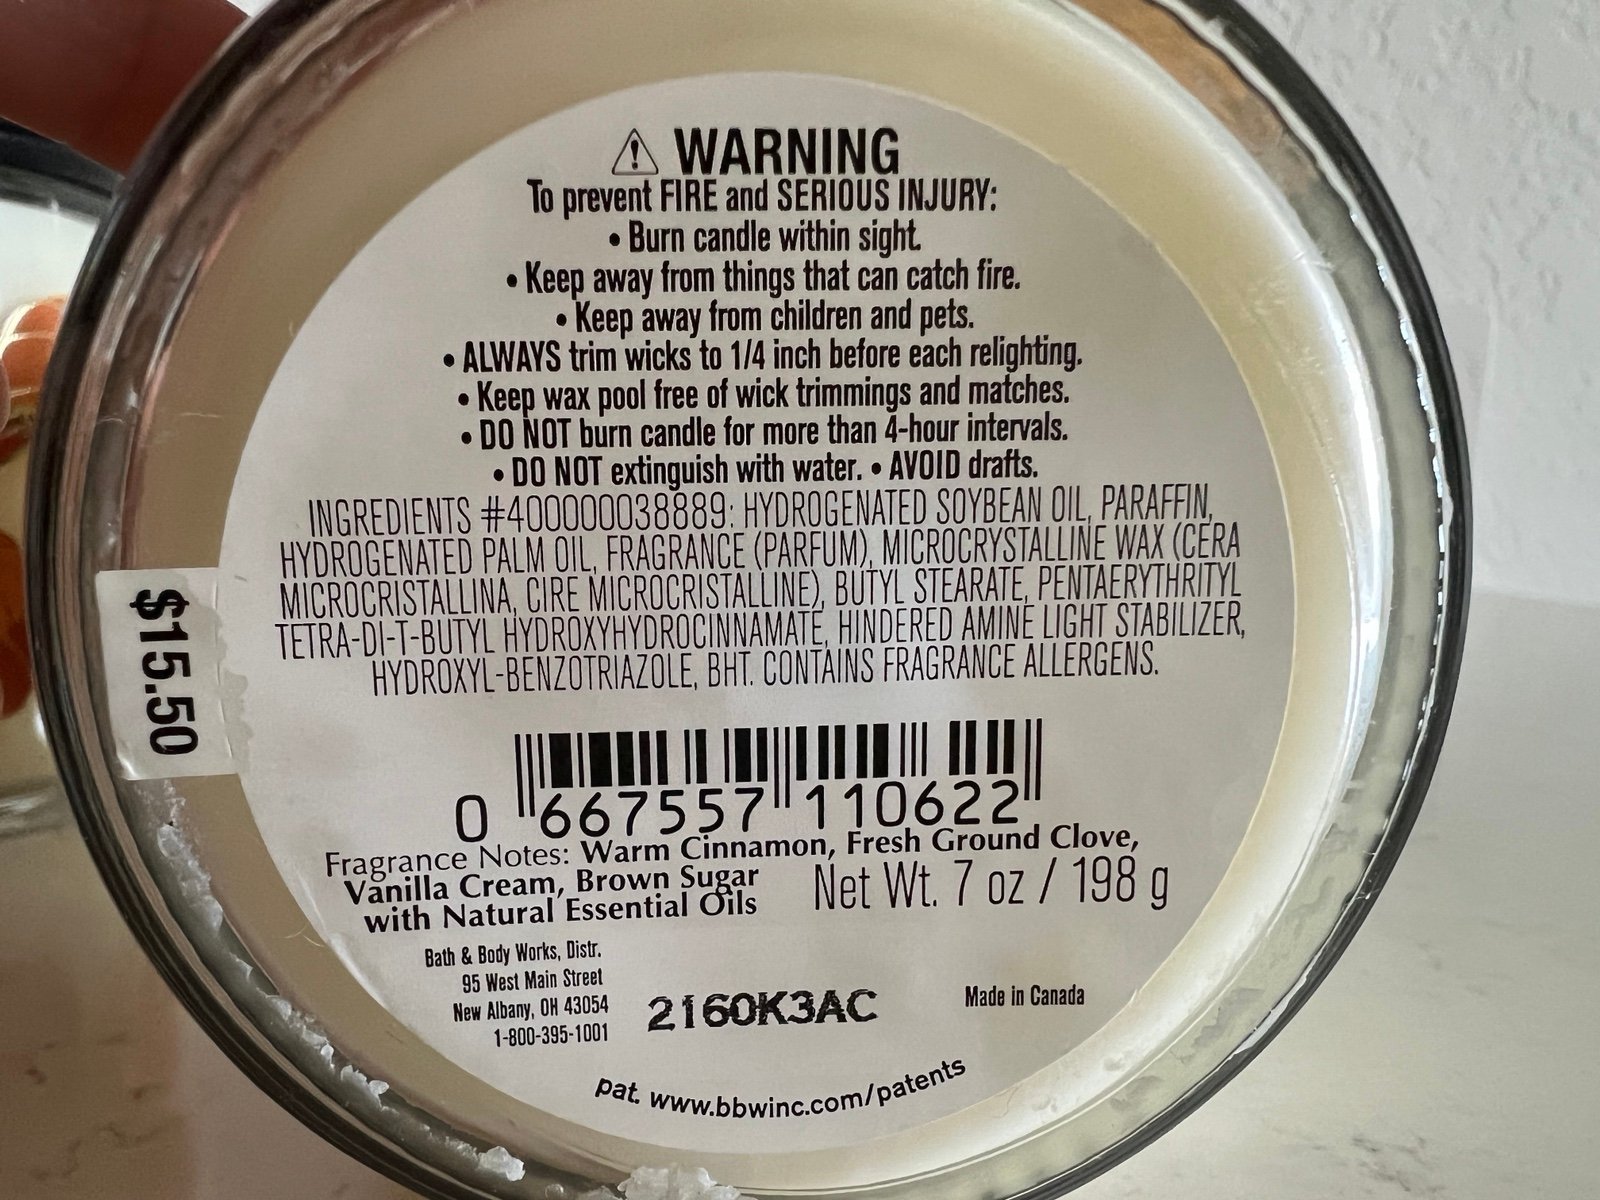 ⚠ WARNING
To prevent FIRE and SERIOUS INJURY:
• Burn candle within sight.
• Keep away from things that can catch fire.
• Keep away from children and pets.
• ALWAYS trim wicks to 1/4 inch before each relighting.
• Keep wax pool free of wick trimmings and matches.
• DO NOT burn candle for more than 4-hour intervals.
• DO NOT extinguish with water. • AVOID drafts.
INGREDIENTS #400000038889: HYDROGENATED SOYBEAN OIL, PARAFFIN,
HYDROGENATED PALM OIL, FRAGRANCE (PARFUM), MICROCRYSTALLINE WAX (CERA
MICROCRISTALLINA, CIRE MICROCRISTALLINE), BUTYL STEARATE, PENTAERYTHRITYL
TETRA-DI-T-BUTYL HYDROXYHYDROCINNAMATE, HINDERED AMINE LIGHT STABILIZER,
HYDROXYL-BENZOTRIAZOLE, BHT. CONTAINS FRAGRANCE ALLERGENS.
$15.50
0 667557 110622
Fragrance Notes: Warm Cinnamon, Fresh Ground Clove,
Vanilla Cream, Brown Sugar
with Natural Essential Oils
Net Wt. 7 oz / 198 g
Bath & Body Works, Distr.
95 West Main Street
New Albany, OH 43054
1-800-395-1001
2160K3AC
Made in Canada
pat. www.bbwinc.com/patents